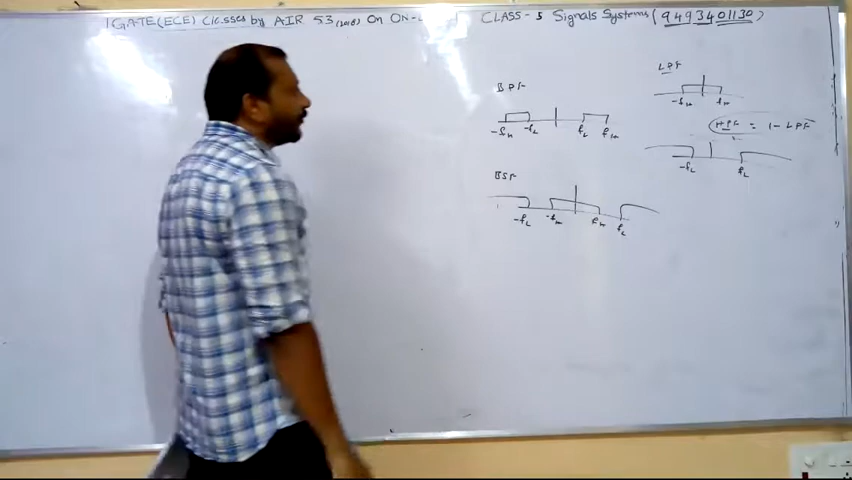 IGATE(ECE) Classes by AIR 53(2018) On ON-L CLASS- 5 Signals Systems (9493401130)
LPF
-fH fH
BPF
-fH -fL fL fH
HPF = 1-LPF
-fL fL
BSF
-fL -fH fH fL